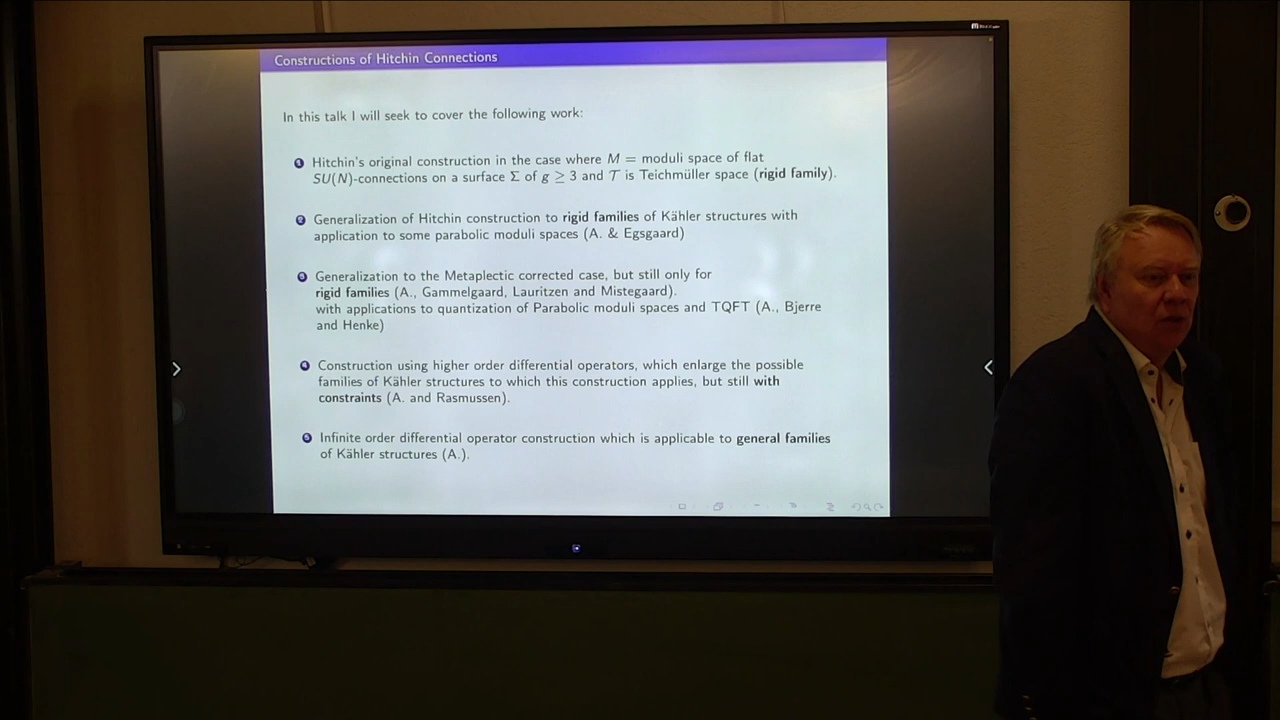 Constructions of Hitchin Connections
In this talk I will seek to cover the following work:
1 Hitchin's original construction in the case where M = moduli space of flat
SU(N)-connections on a surface Σ of g ≥ 3 and 𝒯 is Teichmüller space (rigid family).
2 Generalization of Hitchin construction to rigid families of Kähler structures with
application to some parabolic moduli spaces (A. & Egsgaard)
3 Generalization to the Metaplectic corrected case, but still only for
rigid families (A., Gammelgaard, Lauritzen and Mistegaard).
with applications to quantization of Parabolic moduli spaces and TQFT (A., Bjerre
and Henke)
4 Construction using higher order differential operators, which enlarge the possible
families of Kähler structures to which this construction applies, but still with
constraints (A. and Rasmussen).
5 Infinite order differential operator construction which is applicable to general families
of Kähler structures (A.).